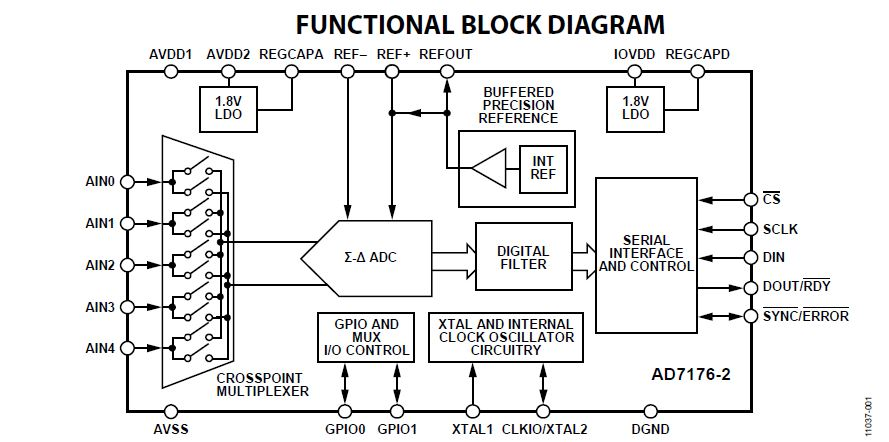 FUNCTIONAL BLOCK DIAGRAM
AVDD1 AVDD2 REGCAPA REF– REF+ REFOUT IOVDD REGCAPD
1.8V
LDO
BUFFERED
PRECISION
REFERENCE
INT
REF
1.8V
LDO
AIN0
AIN1
AIN2
AIN3
AIN4
CROSSPOINT
MULTIPLEXER
Σ-Δ ADC
DIGITAL
FILTER
SERIAL
INTERFACE
AND CONTROL
CS
SCLK
DIN
DOUT/RDY
SYNC/ERROR
GPIO AND
MUX
I/O CONTROL
XTAL AND INTERNAL
CLOCK OSCILLATOR
CIRCUITRY
AD7176-2
AVSS GPIO0 GPIO1 XTAL1 CLKIO/XTAL2 DGND
11037-001